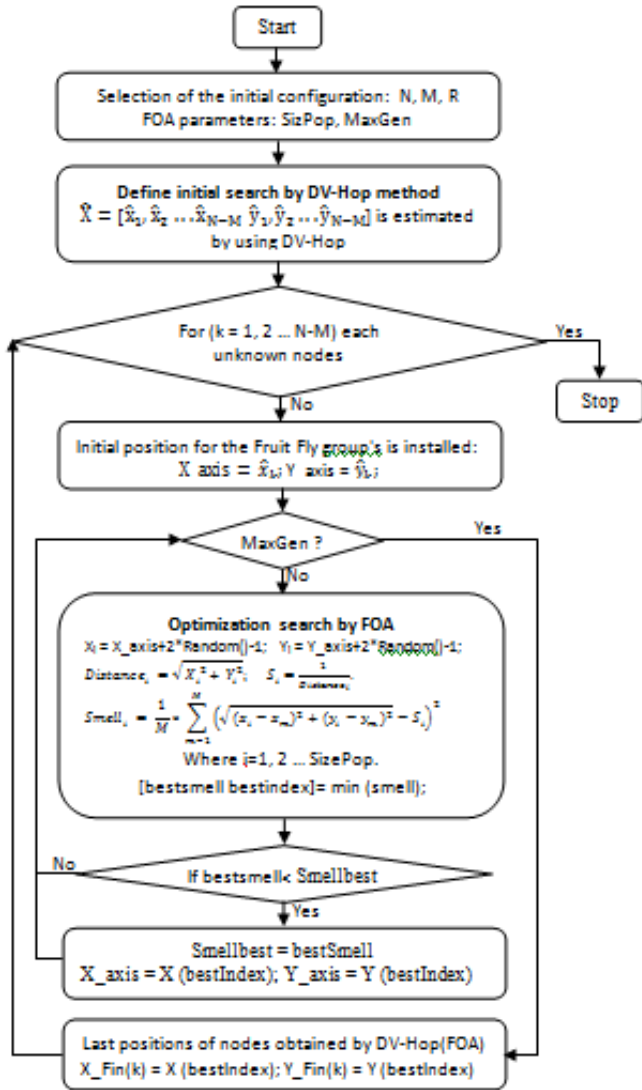 Start
Selection of the initial configuration: N, M, R
FOA parameters: SizPop, MaxGen
Define initial search by DV-Hop method
X̂ = [x̂₁, x̂₂ ...x̂N−M ŷ₁, ŷ₂ ...ŷN−M] is estimated
by using DV-Hop
For (k = 1, 2 ... N-M) each
unknown nodes
Yes
Stop
No
Initial position for the Fruit Fly group's is installed:
X axis = x̂ₖ; Y axis = ŷₖ;
MaxGen ?
Yes
No
Optimization search by FOA
Xᵢ = X_axis+2*Random()-1; Yᵢ = Y_axis+2*Random()-1;
Distanceᵢ = √(Xᵢ² + Yᵢ²); Sᵢ = 1/Distanceᵢ.
Smellᵢ = 1/M * ∑ₘ₌₁ᴹ (√((xᵢ − xₘ)² + (yᵢ − yₘ)²) − Sᵢ)²
Where i=1, 2 ... SizePop.
[bestsmell bestindex]= min (smell);
No
If bestsmell< Smellbest
Yes
Smellbest = bestSmell
X_axis = X (bestIndex); Y_axis = Y (bestIndex)
Last positions of nodes obtained by DV-Hop(FOA)
X_Fin(k) = X (bestIndex); Y_Fin(k) = Y (bestIndex)